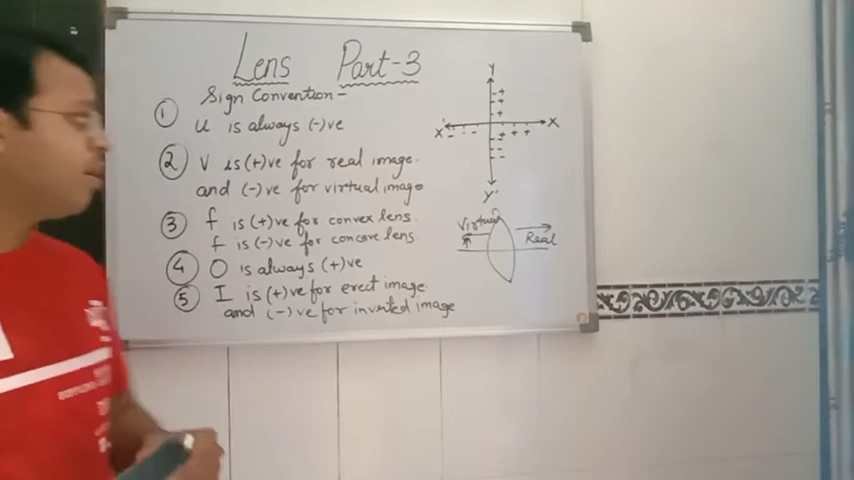 Lens Part-3
Sign Convention-
① u is always (-)ve
② V is (+)ve for real image.
and (-)ve for virtual image
③ f is (+)ve for convex lens.
f is (-)ve for concave lens
④ O is always (+)ve
⑤ I is (+)ve for erect image
and (-)ve for inverted image
Y
X' X
Y'
Virtual
Real